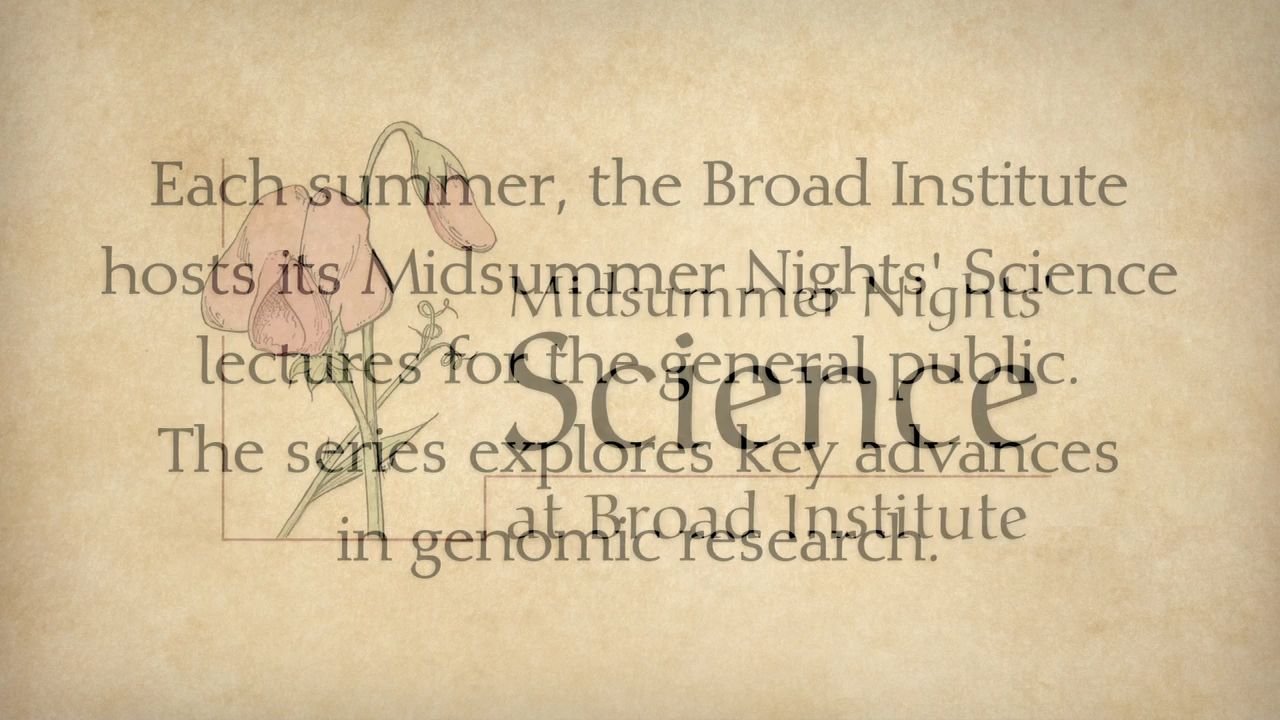 Each summer, the Broad Institute
hosts its Midsummer Nights' Science
lectures for the general public.
The series explores key advances
in genomic research.
Midsummer Nights
Science
at Broad Institute